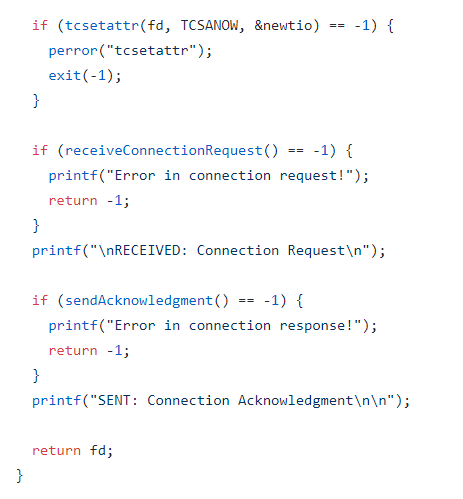 if (tcsetattr(fd, TCSANOW, &newtio) == -1) {
perror("tcsetattr");
exit(-1);
}
if (receiveConnectionRequest() == -1) {
printf("Error in connection request!");
return -1;
}
printf("\nRECEIVED: Connection Request\n");
if (sendAcknowledgment() == -1) {
printf("Error in connection response!");
return -1;
}
printf("SENT: Connection Acknowledgment\n\n");
return fd;
}